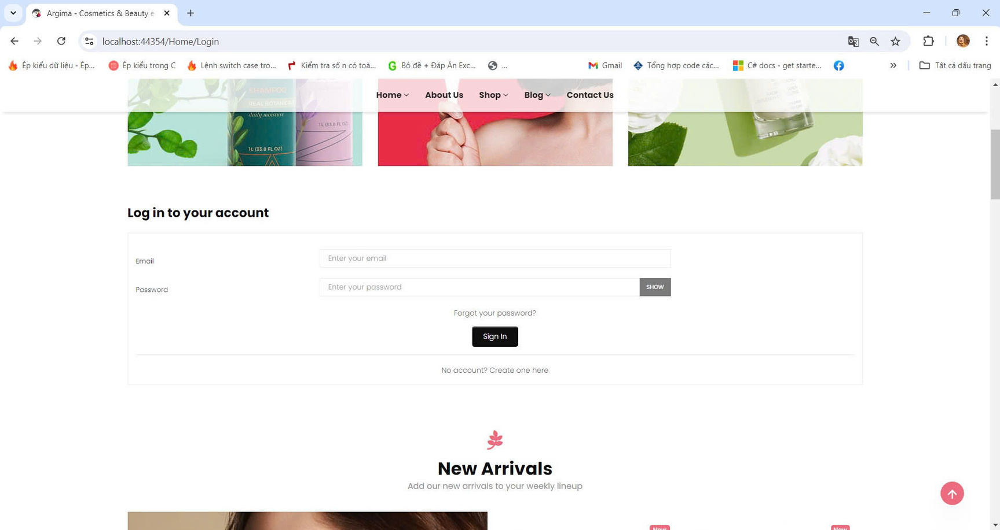 Argima - Cosmetics & Beauty e
localhost:44354/Home/Login
Ép kiểu dữ liệu - Ép...
Ép kiểu trong C
Lệnh switch case tro...
Kiểm tra số n có toà...
Bộ đề + Đáp Án Exc...
...
Gmail
Tổng hợp code các...
C# docs - get starte...
Tất cả dấu trang
Home
About Us
Shop
Blog
Contact Us
SHAMPOO
REAL BOTANICS
daily moisture
1L (33.8 FL OZ)
1L (33.8 FL OZ)
Log in to your account
Email
Enter your email
Password
Enter your password
SHOW
Forgot your password?
Sign In
No account? Create one here
New Arrivals
Add our new arrivals to your weekly lineup
New
New